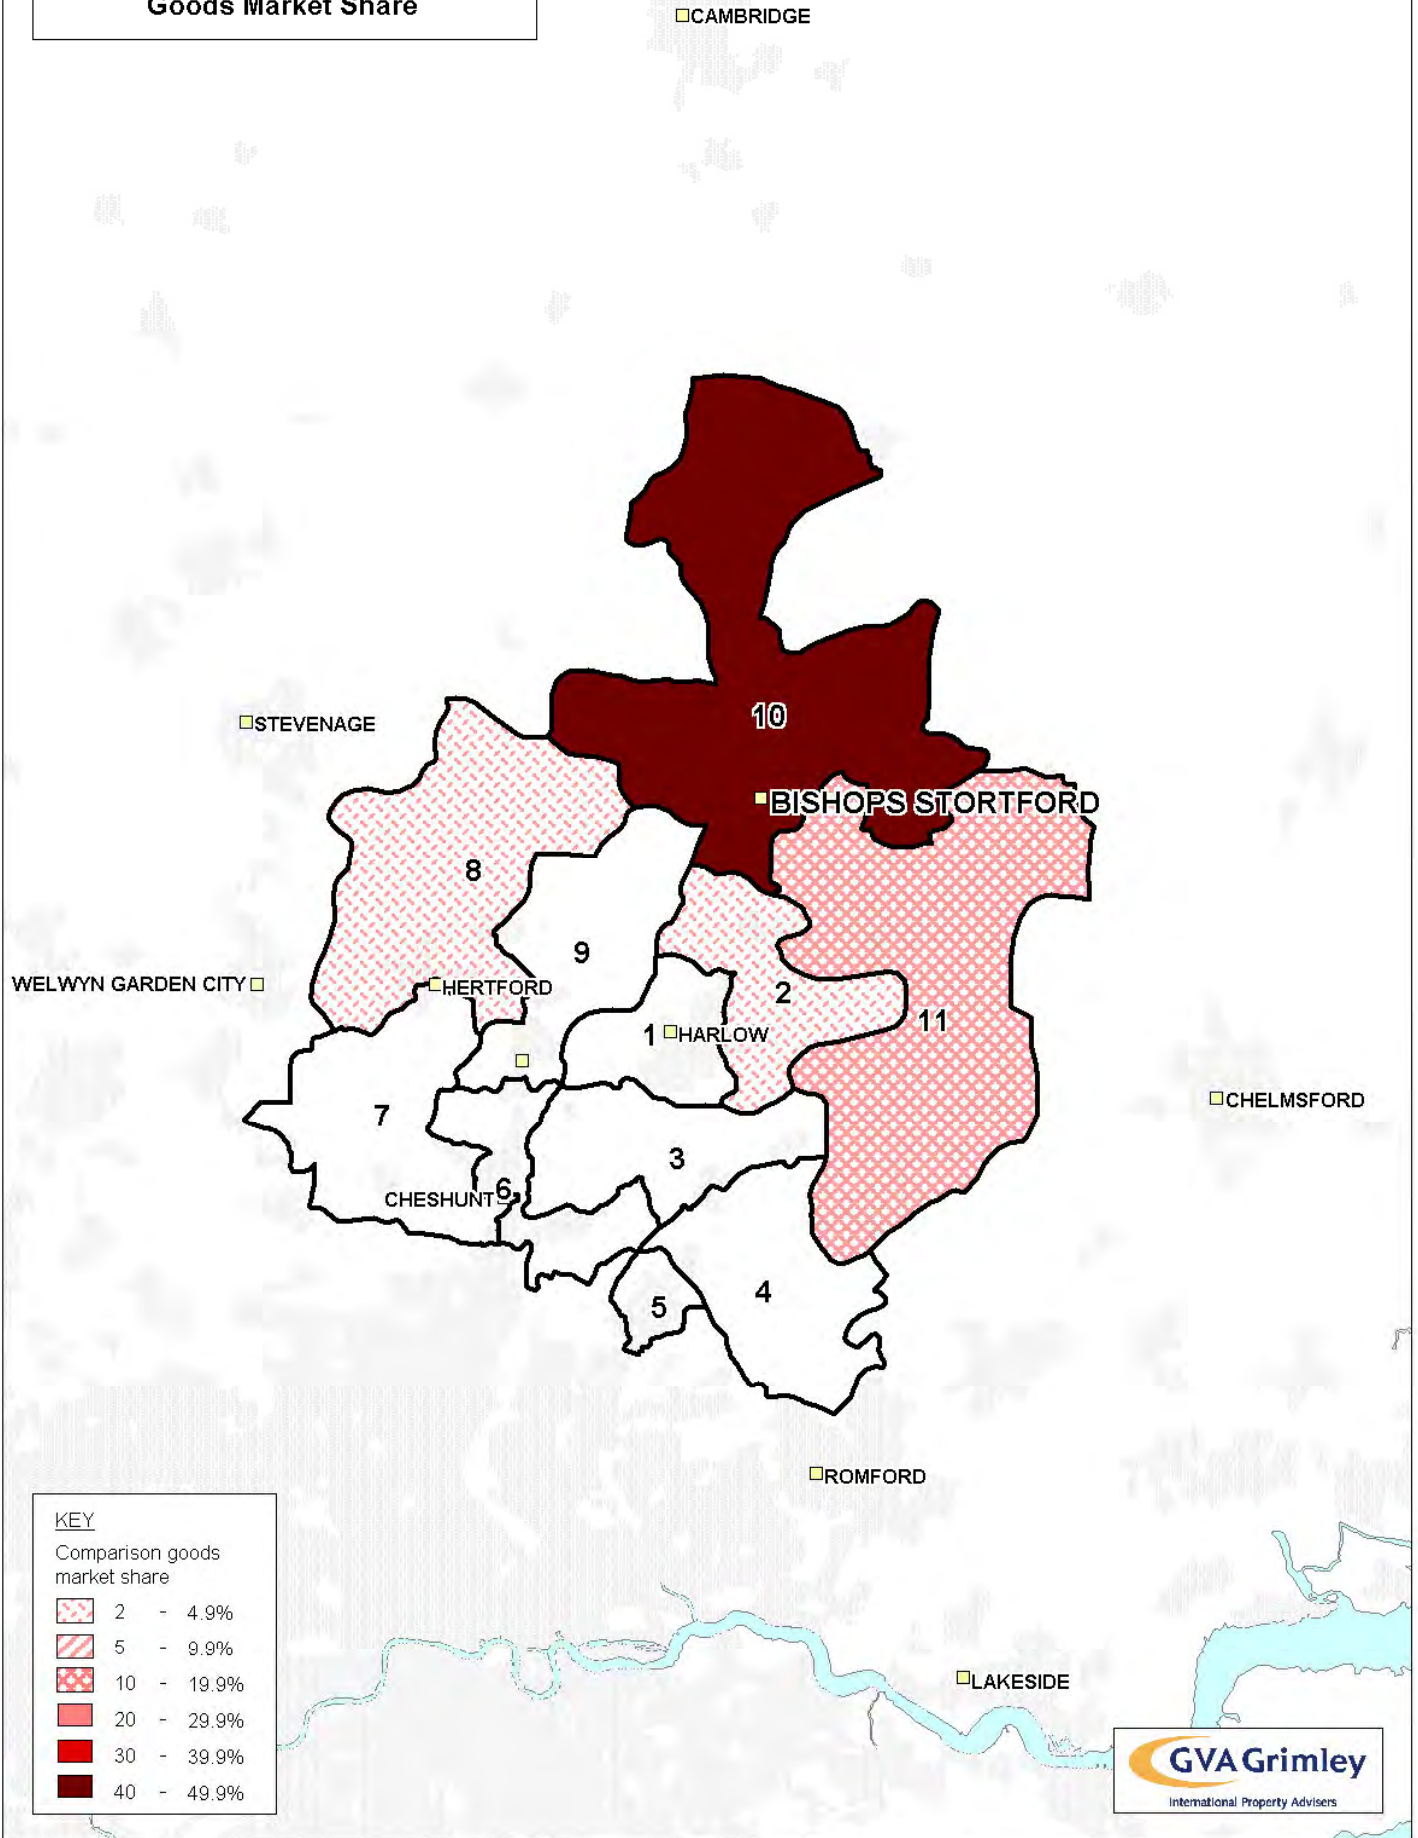 Goods Market Share
CAMBRIDGE
10
STEVENAGE
BISHOPS STORTFORD
8
9
WELWYN GARDEN CITY
HERTFORD
2
11
1
HARLOW
CHELMSFORD
7
3
6
CHESHUNT
4
5
ROMFORD
KEY
Comparison goods
market share
2 - 4.9%
5 - 9.9%
10 - 19.9%
20 - 29.9%
30 - 39.9%
40 - 49.9%
LAKESIDE
GVA Grimley
International Property Advisers